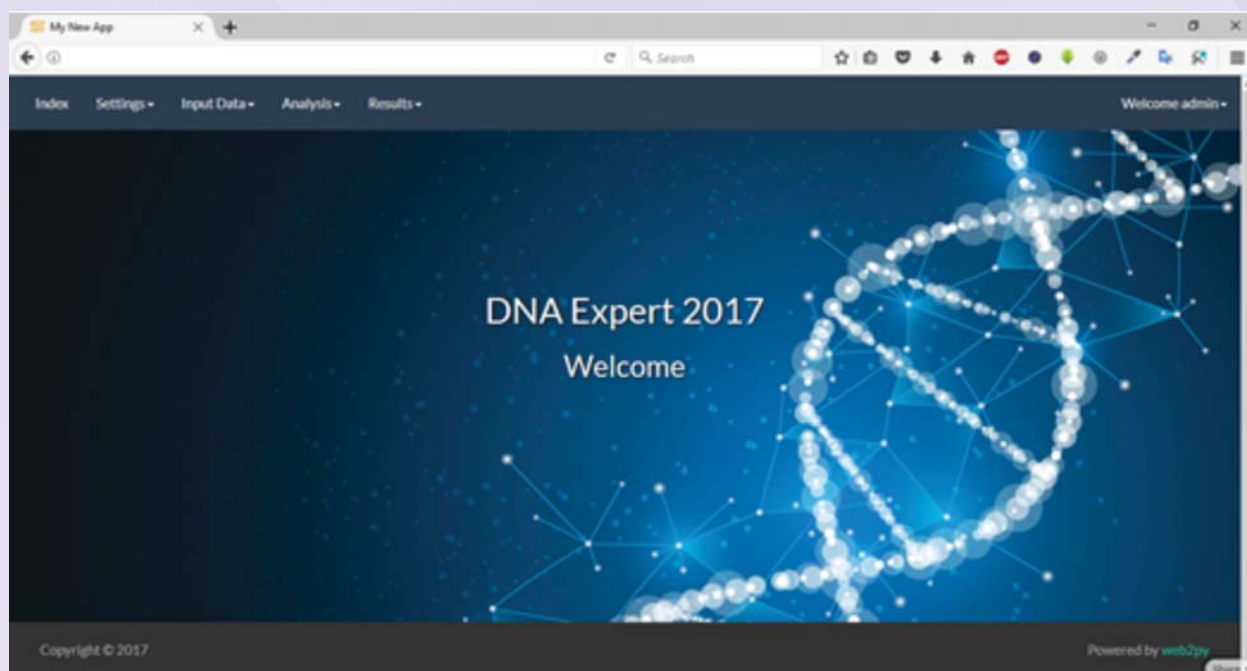 My New App
Search
Index Settings Input Data Analysis Results Welcome admin
DNA Expert 2017
Welcome
Copyright © 2017 Powered by web2py